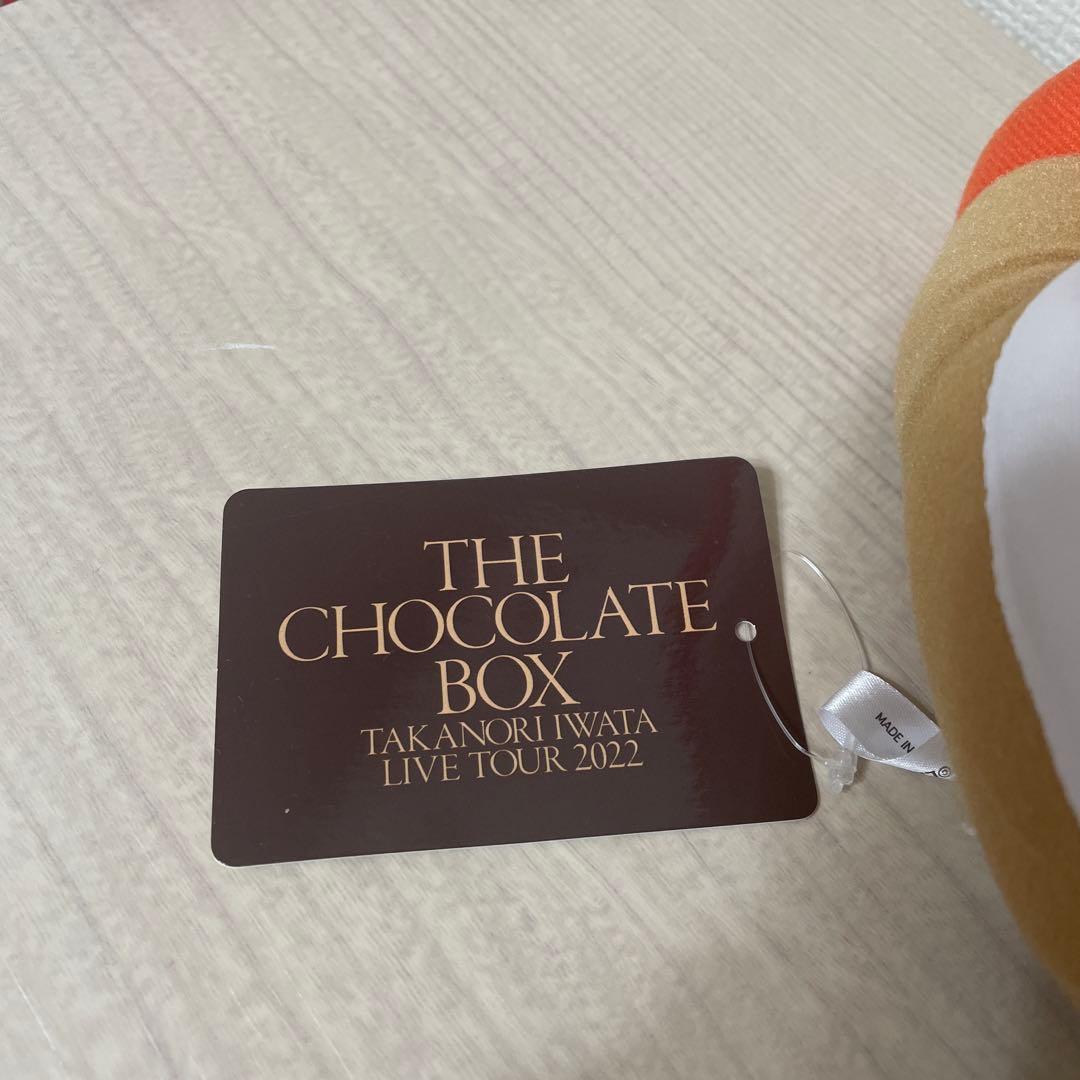 THE
CHOCOLATE
BOX
TAKANORI IWATA
LIVE TOUR 2022
MADE IN